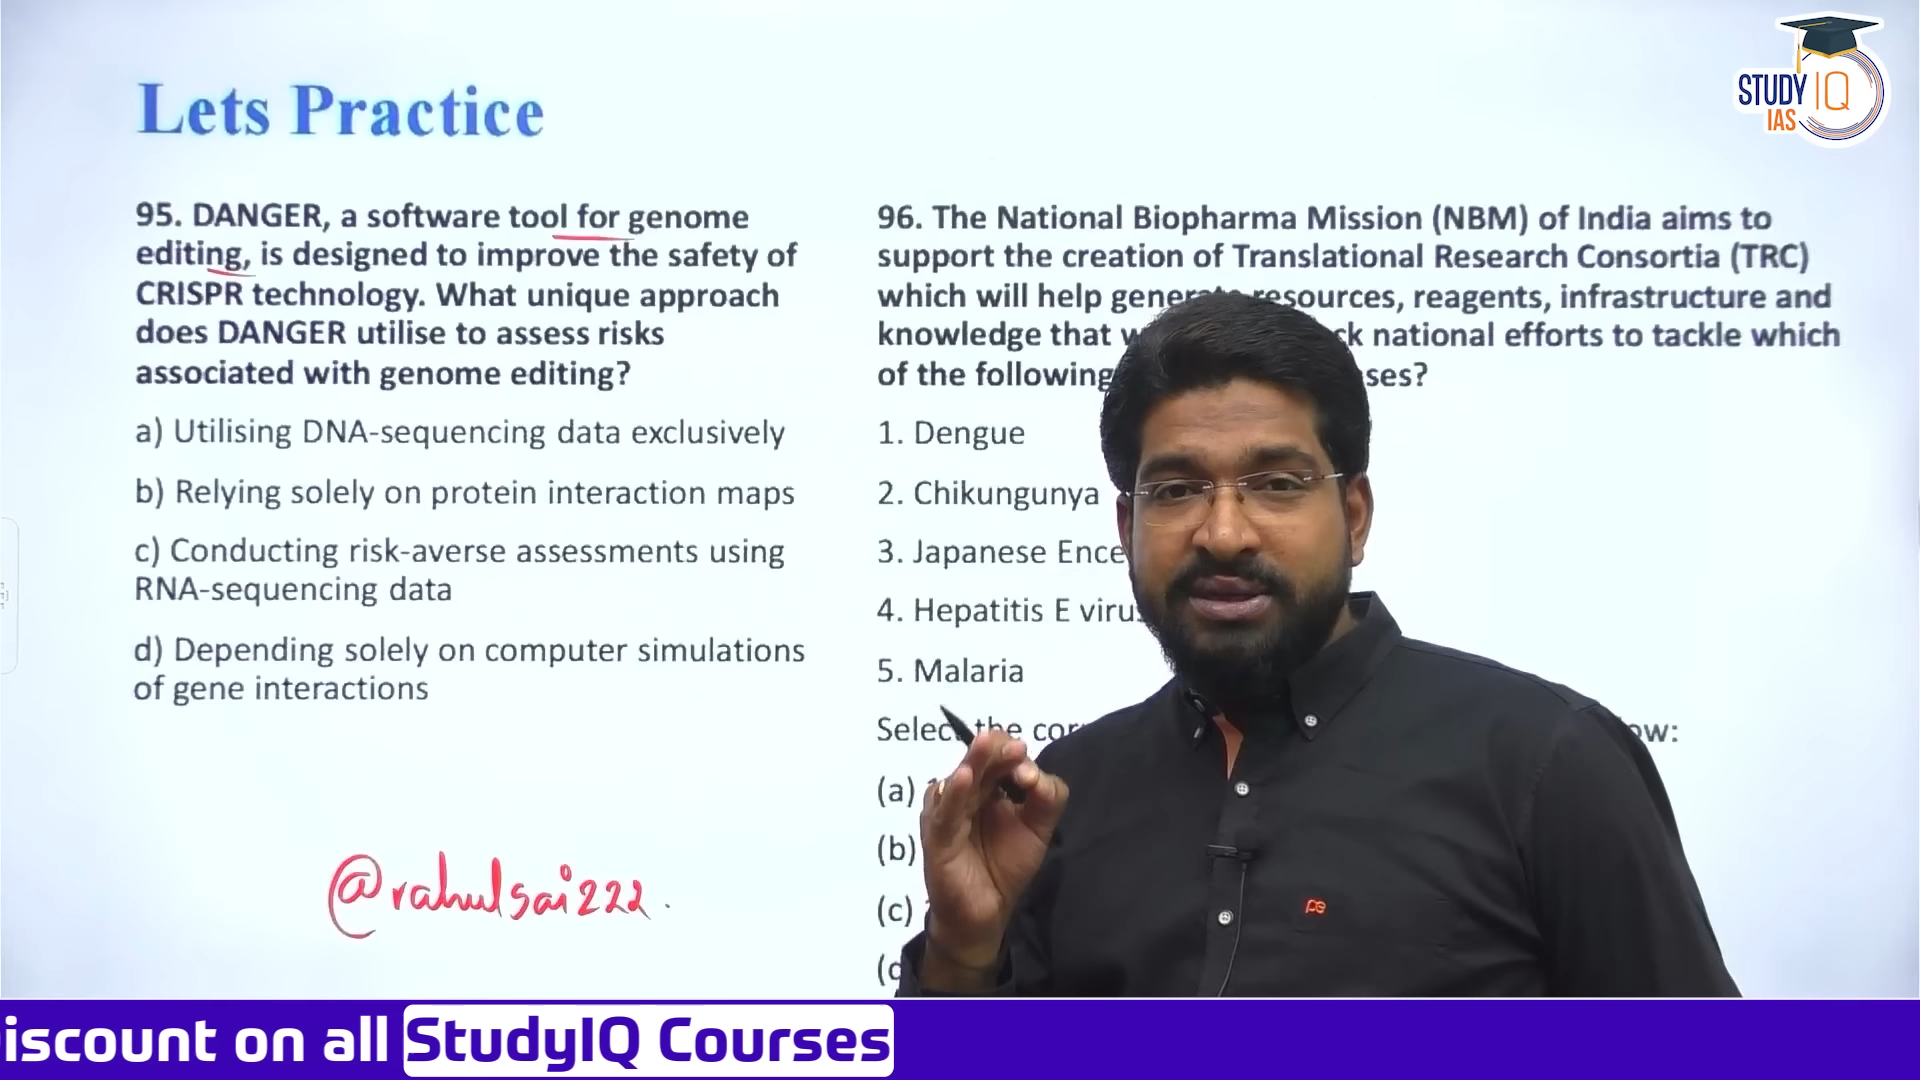 Lets Practice
STUDY IQ
IAS
95. DANGER, a software tool for genome
editing, is designed to improve the safety of
CRISPR technology. What unique approach
does DANGER utilise to assess risks
associated with genome editing?
a) Utilising DNA-sequencing data exclusively
b) Relying solely on protein interaction maps
c) Conducting risk-averse assessments using
RNA-sequencing data
d) Depending solely on computer simulations
of gene interactions
@rahulsai222.
96. The National Biopharma Mission (NBM) of India aims to
support the creation of Translational Research Consortia (TRC)
which will help generate resources, reagents, infrastructure and
knowledge that national efforts to tackle which
of the following
1. Dengue
2. Chikungunya
3. Japanese
4. Hepatitis E virus
5. Malaria
Select the
(a)
(b)
(c)
pe
on all StudyIQ Courses